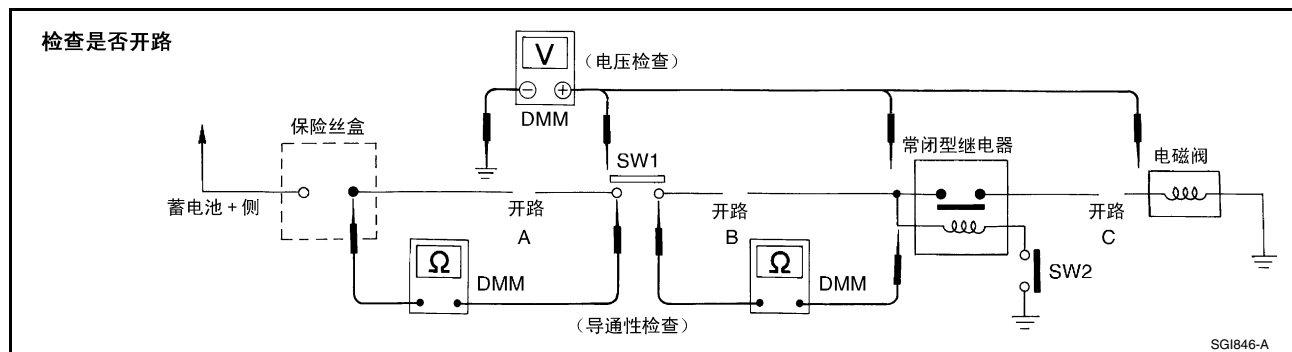 检查是否开路
V
（电压检查）
DMM
保险丝盒
SW1
常闭型继电器
电磁阀
蓄电池 + 侧
开路
A
开路
B
开路
C
Ω
DMM
Ω
DMM
SW2
（导通性检查）
SGI846-A